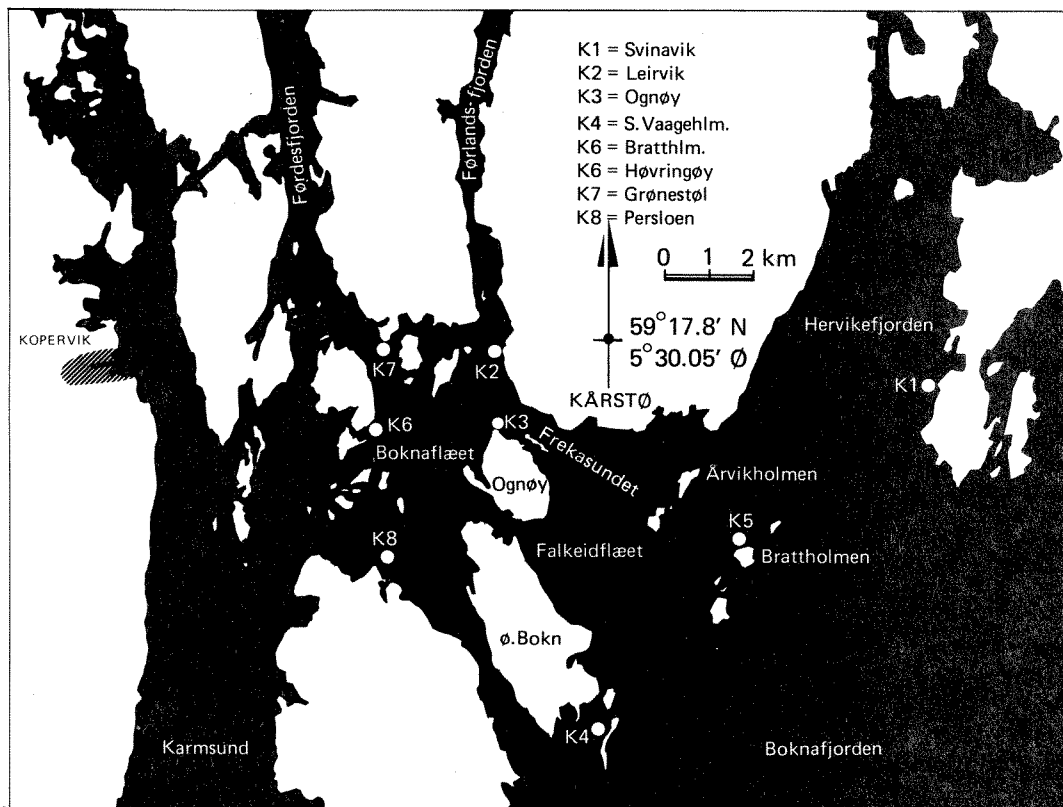 K1 = Svinavik
K2 = Leirvik
K3 = Ognøy
K4 = S. Vaagehlm.
K6 = Bratthlm.
K6 = Høvringøy
K7 = Grønestøl
K8 = Persloen
0 1 2 km
Førdesfjorden
Førlands-fjorden
59°17.8' N
5°30.05' Ø
Hervikefjorden
KOPERVIK
K7
K2
K1
KÅRSTØ
K6
K3
Boknaflæet
Frekasundet
Ognøy
Årvikholmen
K5
K8
Falkeidflæet
Brattholmen
ø.Bokn
K4
Karmsund
Boknafjorden